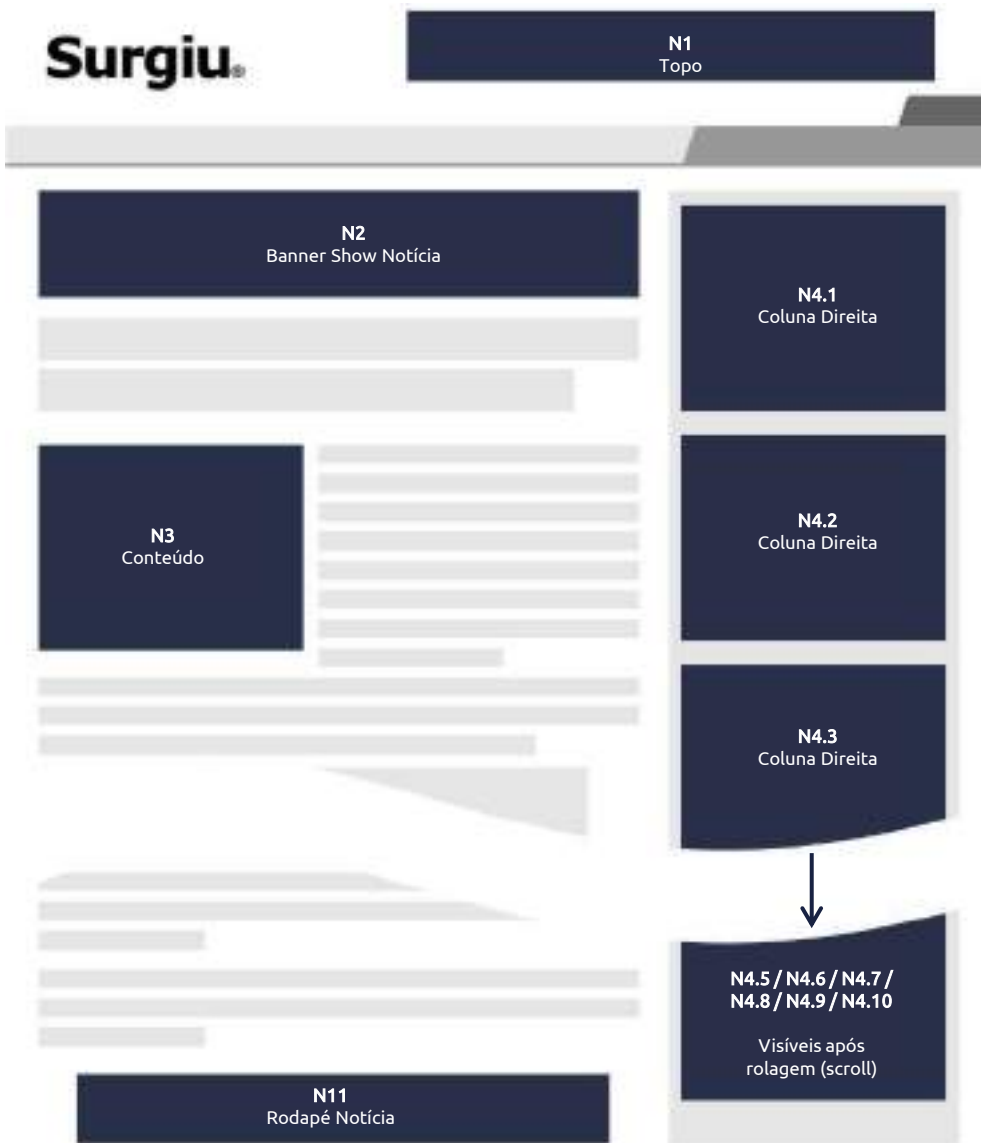 Surgiu®
N1
Topo
N2
Banner Show Notícia
N4.1
Coluna Direita
N3
Conteúdo
N4.2
Coluna Direita
N4.3
Coluna Direita
N4.5 / N4.6 / N4.7 /
N4.8 / N4.9 / N4.10
Visíveis após
rolagem (scroll)
N11
Rodapé Notícia